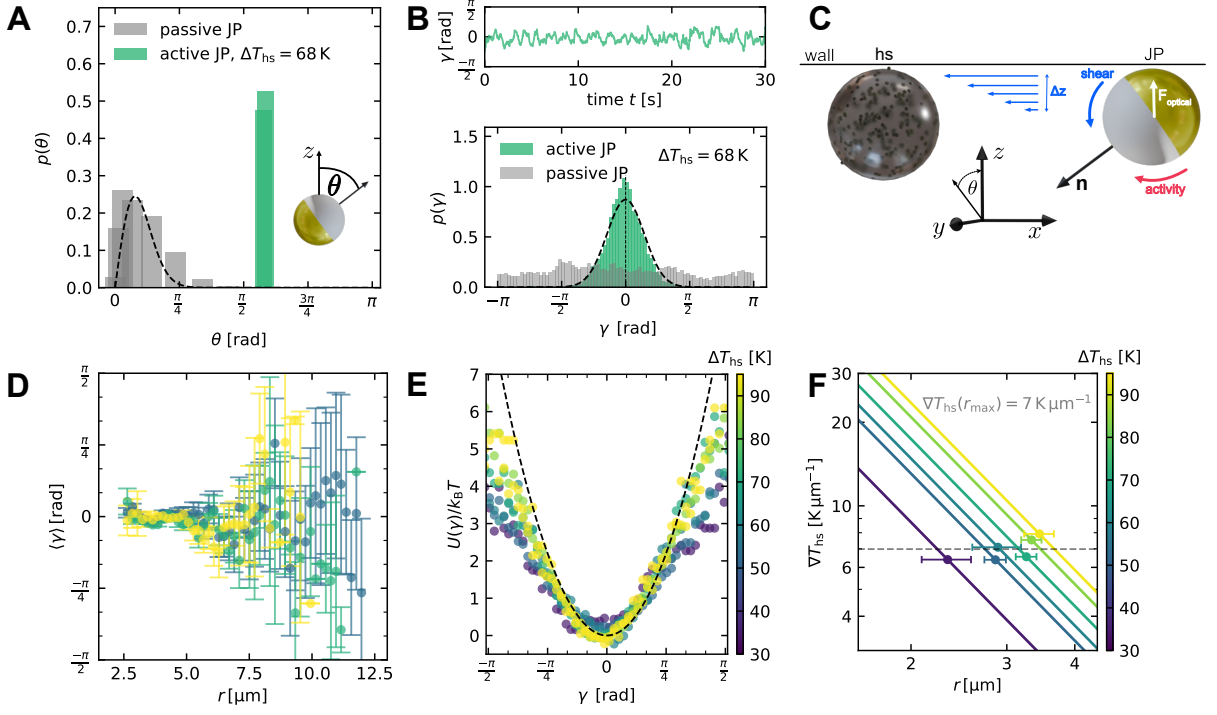 A
0.7
0.6
0.5
0.4
0.3
0.2
0.1
0.0
p(θ)
passive JP
active JP, ΔT_hs = 68 K
z
θ
0
π/4
π/2
3π/4
π
θ [rad]
B
γ [rad]
π/2
0
−π/2
0
10
20
30
time t [s]
p(γ)
1.5
1.0
0.5
0.0
active JP
passive JP
ΔT_hs = 68 K
−π
−π/2
0
π/2
π
γ [rad]
C
wall
hs
JP
shear
Δz
F_optical
n
activity
z
θ
y
x
D
⟨γ⟩ [rad]
π/2
π/4
0
−π/4
−π/2
2.5
5.0
7.5
10.0
12.5
r [μm]
E
U(γ)/k_BT
7
6
5
4
3
2
1
0
−π/2
−π/4
0
π/4
π/2
γ [rad]
ΔT_hs [K]
90
80
70
60
50
40
30
F
∇T_hs [K μm⁻¹]
30
20
10
6
4
∇T_hs(r_max) = 7 K μm⁻¹
2
3
4
r [μm]
ΔT_hs [K]
90
80
70
60
50
40
30